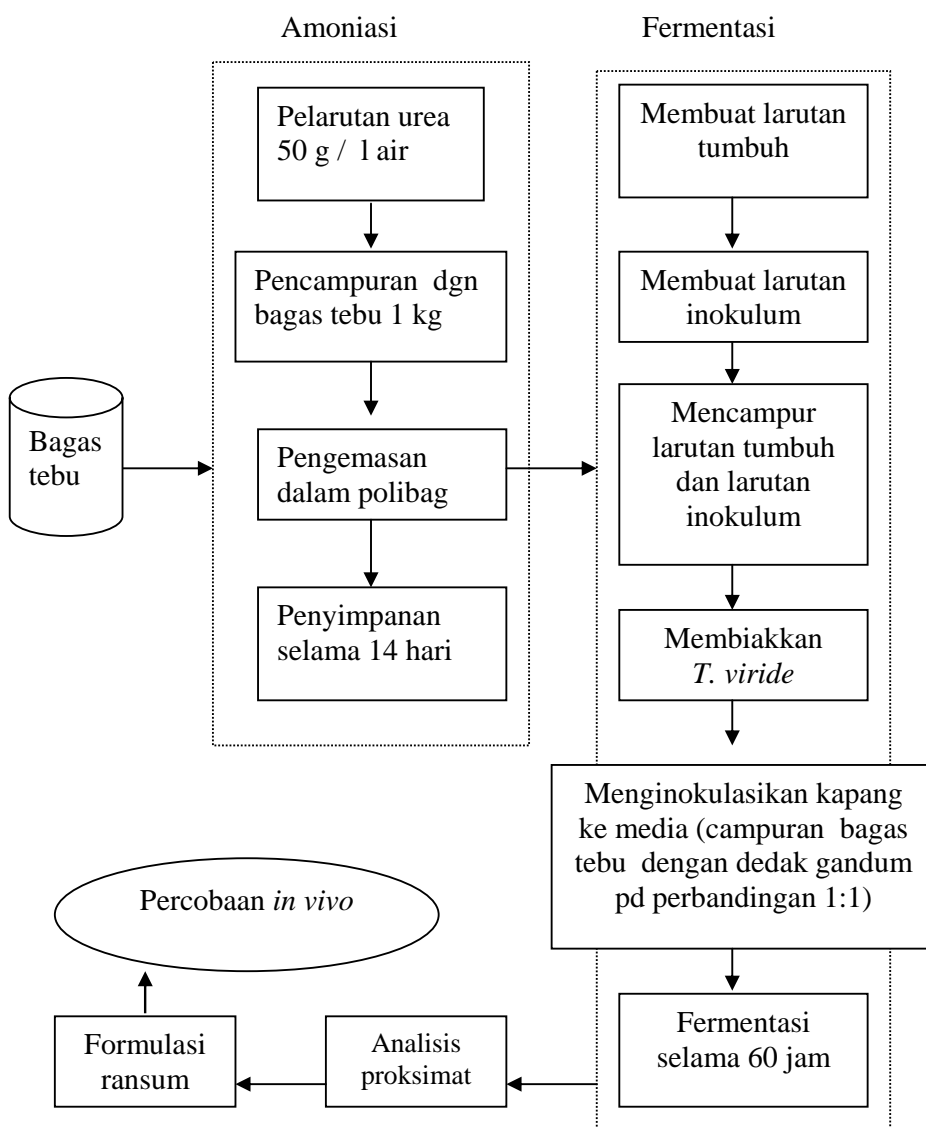 Amoniasi
Fermentasi
Pelarutan urea
50 g / l air
Pencampuran dgn
bagas tebu 1 kg
Pengemasan
dalam polibag
Penyimpanan
selama 14 hari
Bagas
tebu
Membuat larutan
tumbuh
Membuat larutan
inokulum
Mencampur
larutan tumbuh
dan larutan
inokulum
Membiakkan
T. viride
Menginokulasikan kapang
ke media (campuran bagas
tebu dengan dedak gandum
pd perbandingan 1:1)
Fermentasi
selama 60 jam
Analisis
proksimat
Formulasi
ransum
Percobaan in vivo